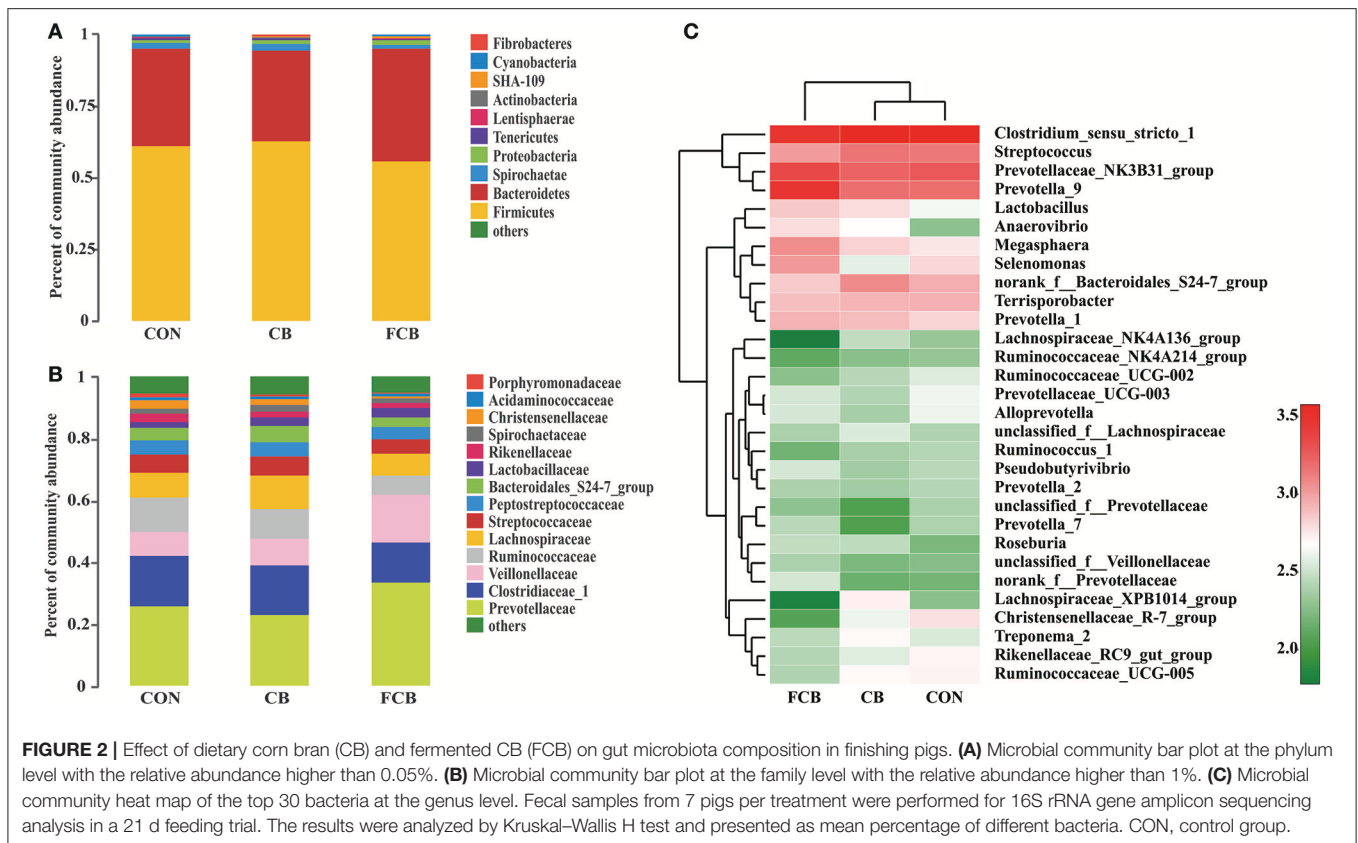 A
Percent of community abundance
1
0.75
0.5
0.25
0
CON
CB
FCB
Fibrobacteres
Cyanobacteria
SHA-109
Actinobacteria
Lentisphaerae
Tenericutes
Proteobacteria
Spirochaetae
Bacteroidetes
Firmicutes
others
B
Percent of community abundance
1
0.8
0.6
0.4
0.2
0
CON
CB
FCB
Porphyromonadaceae
Acidaminococcaceae
Christensenellaceae
Spirochaetaceae
Rikenellaceae
Lactobacillaceae
Bacteroidales_S24-7_group
Peptostreptococcaceae
Streptococcaceae
Lachnospiraceae
Ruminococcaceae
Veillonellaceae
Clostridiaceae_1
Prevotellaceae
others
C
Clostridium_sensu_stricto_1
Streptococcus
Prevotellaceae_NK3B31_group
Prevotella_9
Lactobacillus
Anaerovibrio
Megasphaera
Selenomonas
norank_f__Bacteroidales_S24-7_group
Terrisporobacter
Prevotella_1
Lachnospiraceae_NK4A136_group
Ruminococcaceae_NK4A214_group
Ruminococcaceae_UCG-002
Prevotellaceae_UCG-003
Alloprevotella
unclassified_f__Lachnospiraceae
Ruminococcus_1
Pseudobutyrivibrio
Prevotella_2
unclassified_f__Prevotellaceae
Prevotella_7
Roseburia
unclassified_f__Veillonellaceae
norank_f__Prevotellaceae
Lachnospiraceae_XPB1014_group
Christensenellaceae_R-7_group
Treponema_2
Rikenellaceae_RC9_gut_group
Ruminococcaceae_UCG-005
FCB
CB
CON
3.5
3.0
2.5
2.0
FIGURE 2 | Effect of dietary corn bran (CB) and fermented CB (FCB) on gut microbiota composition in finishing pigs. (A) Microbial community bar plot at the phylum
level with the relative abundance higher than 0.05%. (B) Microbial community bar plot at the family level with the relative abundance higher than 1%. (C) Microbial
community heat map of the top 30 bacteria at the genus level. Fecal samples from 7 pigs per treatment were performed for 16S rRNA gene amplicon sequencing
analysis in a 21 d feeding trial. The results were analyzed by Kruskal–Wallis H test and presented as mean percentage of different bacteria. CON, control group.